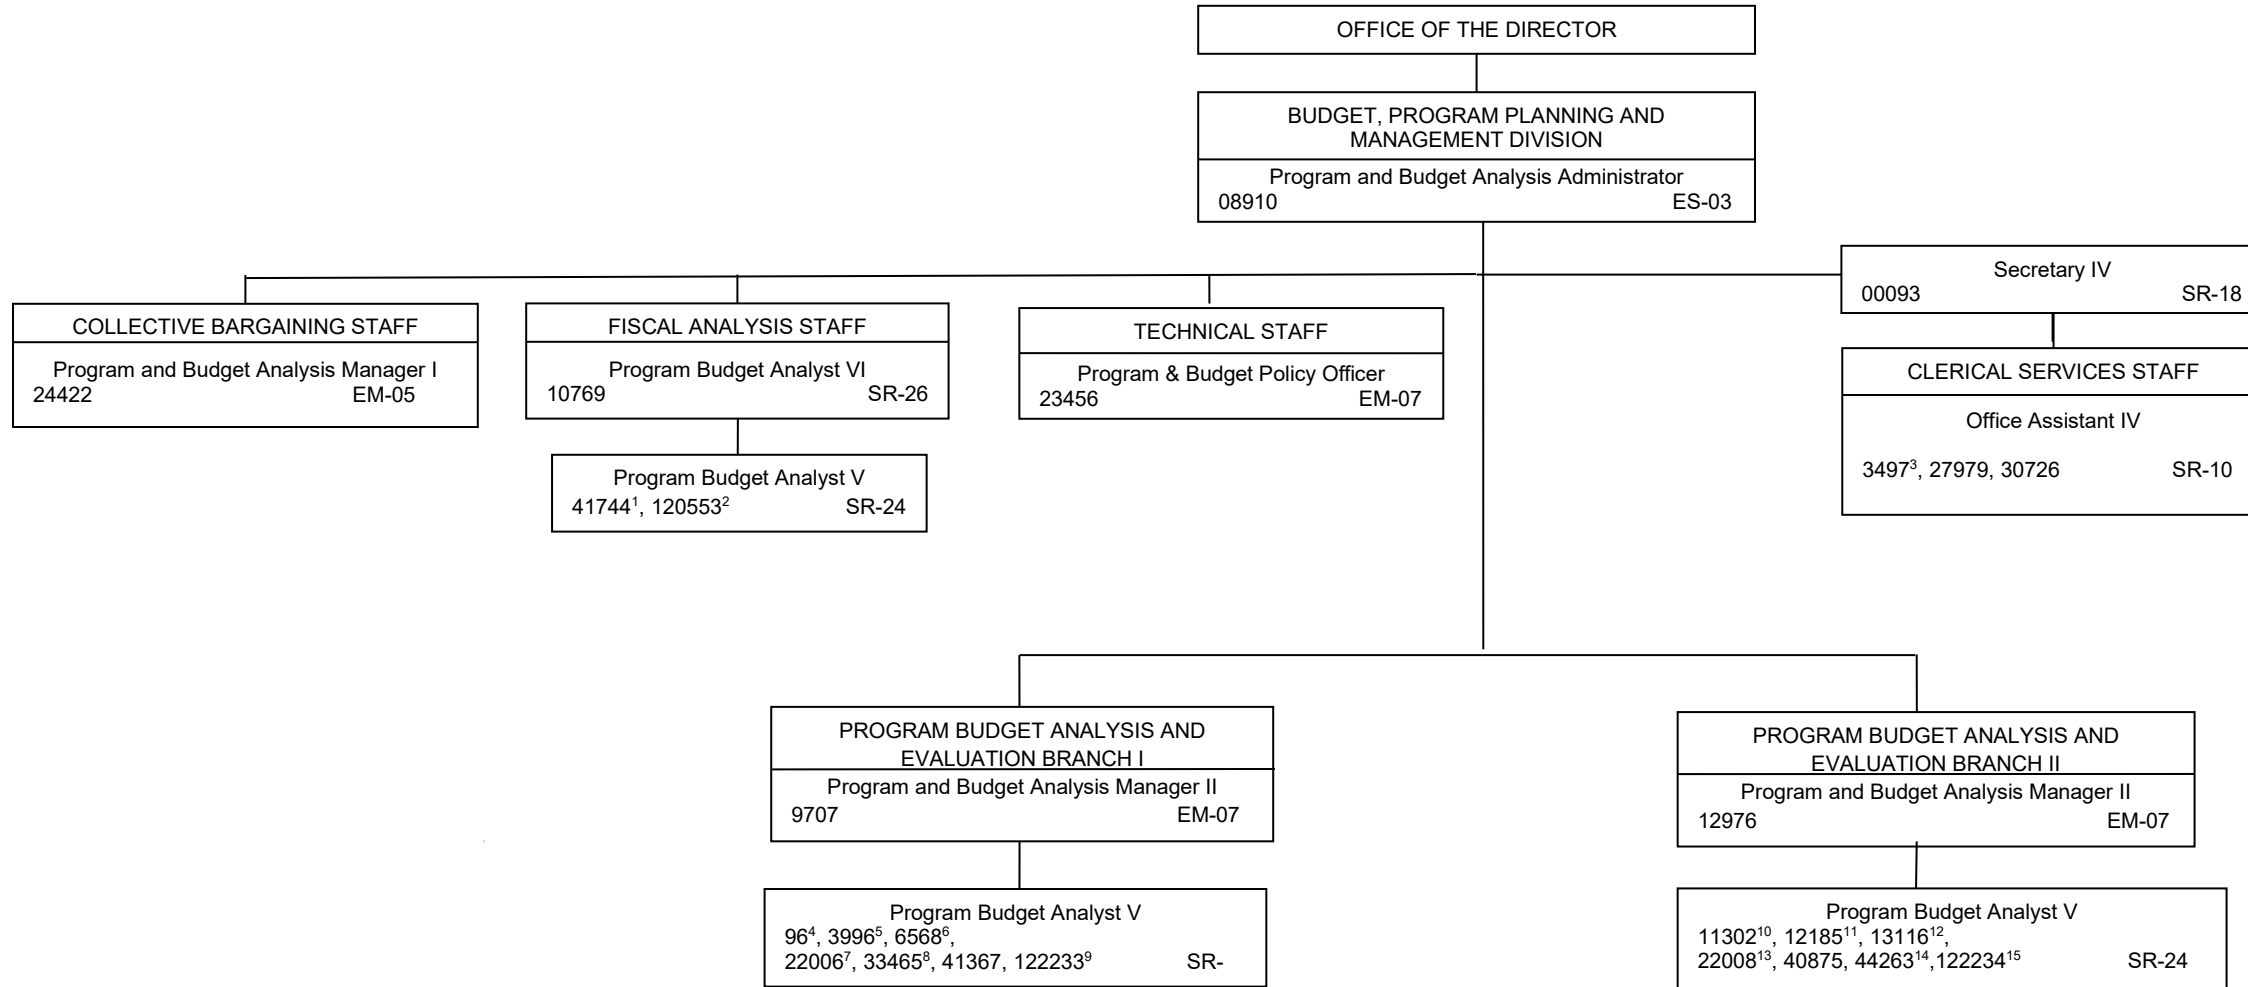 OFFICE OF THE DIRECTOR
BUDGET, PROGRAM PLANNING AND
MANAGEMENT DIVISION
Program and Budget Analysis Administrator
08910 ES-03
Secretary IV
00093 SR-18
COLLECTIVE BARGAINING STAFF
Program and Budget Analysis Manager I
24422 EM-05
FISCAL ANALYSIS STAFF
Program Budget Analyst VI
10769 SR-26
Program Budget Analyst V
41744¹, 120553² SR-24
TECHNICAL STAFF
Program & Budget Policy Officer
23456 EM-07
CLERICAL SERVICES STAFF
Office Assistant IV
3497³, 27979, 30726 SR-10
PROGRAM BUDGET ANALYSIS AND
EVALUATION BRANCH I
Program and Budget Analysis Manager II
9707 EM-07
Program Budget Analyst V
96⁴, 3996⁵, 6568⁶,
22006⁷, 33465⁸, 41367, 122233⁹ SR-
PROGRAM BUDGET ANALYSIS AND
EVALUATION BRANCH II
Program and Budget Analysis Manager II
12976 EM-07
Program Budget Analyst V
11302¹⁰, 12185¹¹, 13116¹²,
22008¹³, 40875, 44263¹⁴,122234¹⁵ SR-24